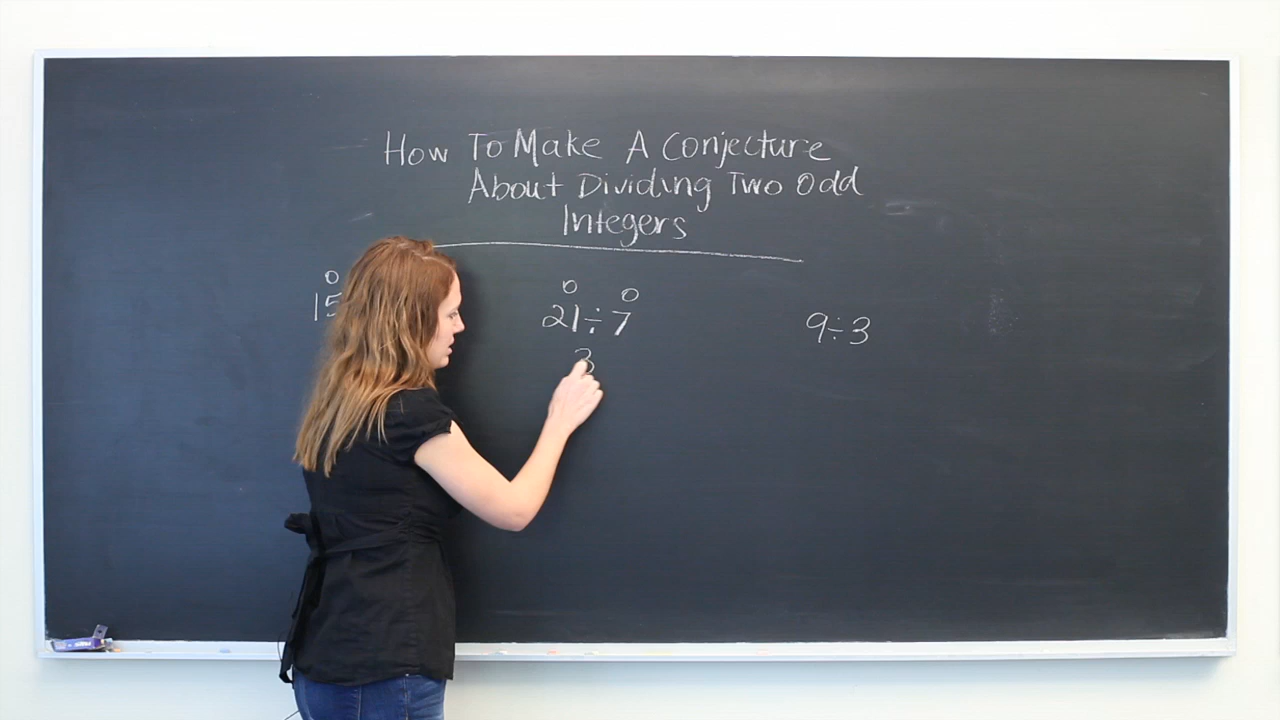 How To Make A Conjecture
About Dividing Two Odd
Integers
O
15
O O
21÷7
3
9÷3